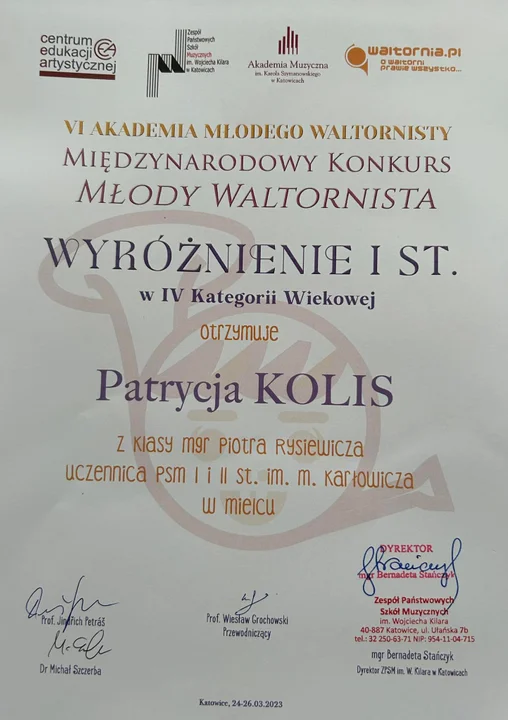 centrum
edukacji
artystycznej
Zespół
Państwowych
Szkół
Muzycznych
im. Wojciecha Kilara
w Katowicach
Akademia Muzyczna
im. Karola Szymanowskiego
w Katowicach
waltornia.pl
o waltorni
prawie wszystko...
VI AKADEMIA MŁODEGO WALTORNISTY
MIĘDZYNARODOWY KONKURS
MŁODY WALTORNISTA
WYRÓŻNIENIE I ST.
w IV Kategorii Wiekowej
otrzymuje
Patrycja KOLIS
z klasy mgr Piotra Rysiewicza
uczennica PSM I i II st. im. M. Karłowicza
w Mielcu
DYREKTOR
mgr Bernadeta Stańczyk
Zespół Państwowych
Szkół Muzycznych
im. Wojciecha Kilara
40-887 Katowice, ul. Ułańska 7b
tel.: 32 250-63-71 NIP: 954-11-04-715
mgr Bernadeta Stańczyk
Dyrektor ZPSM im. W. Kilara w Katowicach
Prof. Jindřich Petráš
Prof. Wiesław Grochowski
Przewodniczący
Dr Michał Szczerba
Katowice, 24-26.03.2023